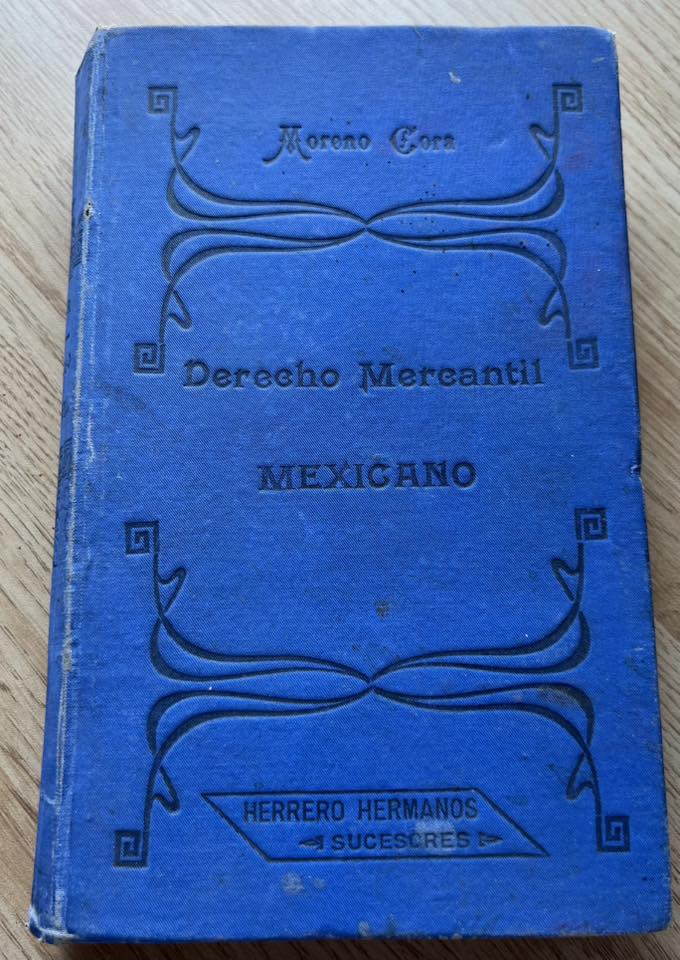 Moreno Cora
Derecho Mercantil
MEXICANO
HERRERO HERMANOS
SUCESORES